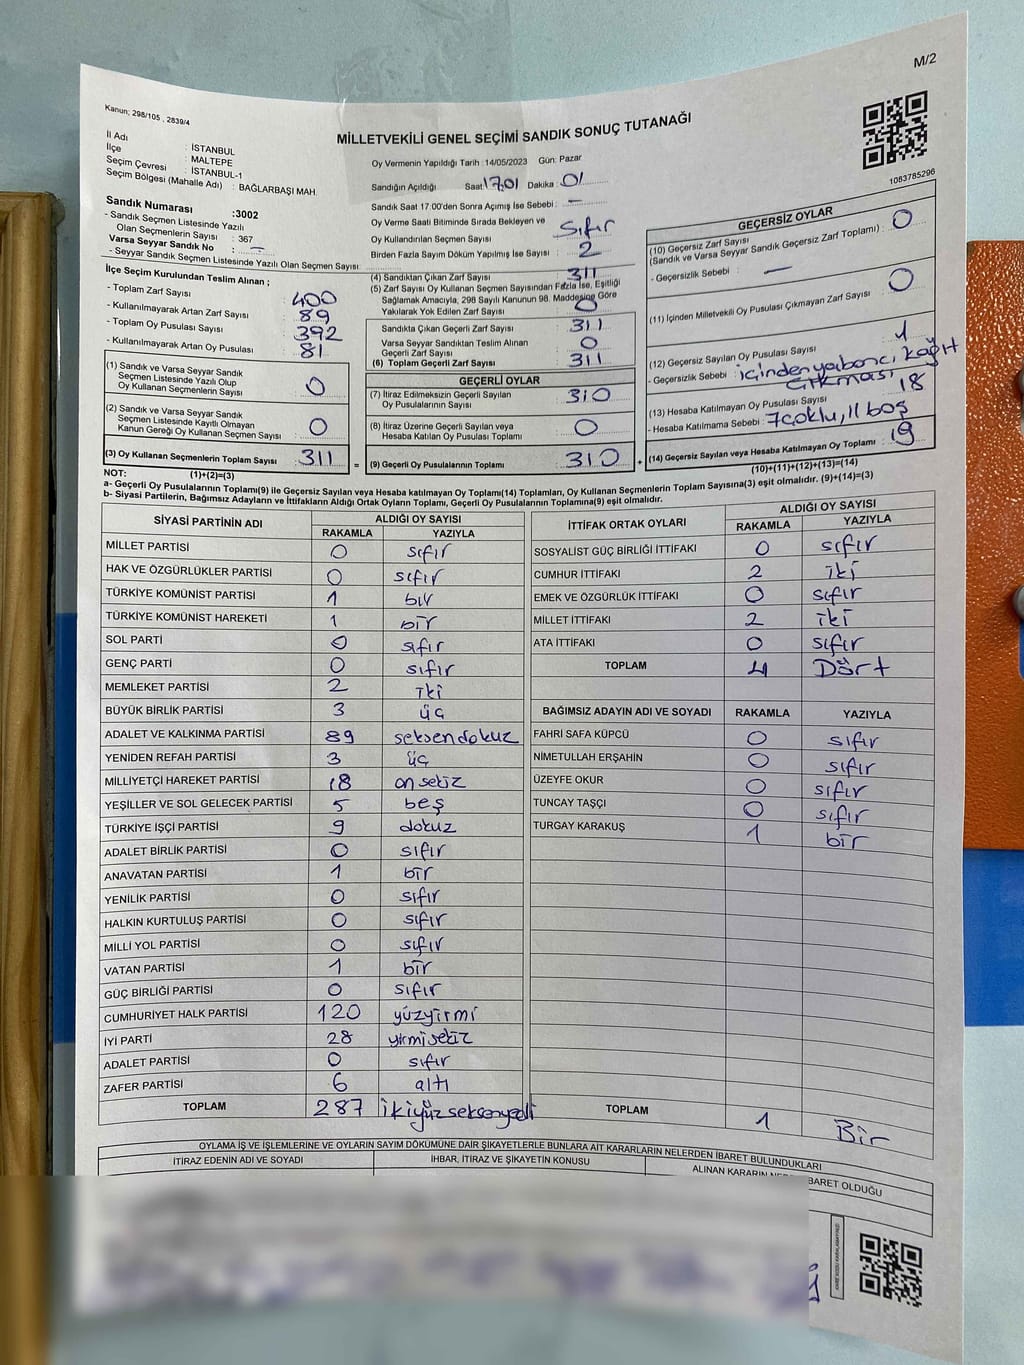 M/2
Kanun; 298/105 , 2839/4
MİLLETVEKİLİ GENEL SEÇİMİ SANDIK SONUÇ TUTANAĞI
1083785296
İl Adı : İSTANBUL
İlçe : MALTEPE
Seçim Çevresi : İSTANBUL-1
Seçim Bölgesi (Mahalle Adı) : BAĞLARBAŞI MAH.
Sandık Numarası :3002
- Sandık Seçmen Listesinde Yazılı
Olan Seçmenlerin Sayısı : 367
Varsa Seyyar Sandık No : -
- Seyyar Sandık Seçmen Listesinde Yazılı Olan Seçmen Sayısı:
İlçe Seçim Kurulundan Teslim Alınan ;
- Toplam Zarf Sayısı 400
- Kullanılmayarak Artan Zarf Sayısı 89
- Toplam Oy Pusulası Sayısı 392
- Kullanılmayarak Artan Oy Pusulası 81
(1) Sandık ve Varsa Seyyar Sandık
Seçmen Listesinde Yazılı Olup
Oy Kullanan Seçmenlerin Sayısı 0
(2) Sandık ve Varsa Seyyar Sandık
Seçmen Listesinde Kayıtlı Olmayan
Kanun Gereği Oy Kullanan Seçmen Sayısı 0
(3) Oy Kullanan Seçmenlerin Toplam Sayısı 311
(1)+(2)=(3)
Oy Vermenin Yapıldığı Tarih :14/05/2023 Gün: Pazar
Sandığın Açıldığı Saat 17:01 Dakika : 01
Sandık Saat 17:00'den Sonra Açımış İse Sebebi : -
Oy Verme Saati Bitiminde Sırada Bekleyen ve
Oy Kullandırılan Seçmen Sayısı Sıfır
Birden Fazla Sayım Döküm Yapılmış İse Sayısı 2
(4) Sandıktan Çıkan Zarf Sayısı 311
(5) Zarf Sayısı Oy Kullanan Seçmen Sayısından Fazla İse, Eşitliği
Sağlamak Amacıyla, 298 Sayılı Kanunun 98. Maddesine Göre
Yakılarak Yok Edilen Zarf Sayısı 0
Sandıkta Çıkan Geçerli Zarf Sayısı 311
Varsa Seyyar Sandıktan Teslim Alınan
Geçerli Zarf Sayısı 0
(6) Toplam Geçerli Zarf Sayısı 311
GEÇERLİ OYLAR
(7) İtiraz Edilmeksizin Geçerli Sayılan
Oy Pusulalarının Sayısı 310
(8) İtiraz Üzerine Geçerli Sayılan veya
Hesaba Katılan Oy Pusulası Toplamı 0
= (9) Geçerli Oy Pusulalarının Toplamı 310 +
GEÇERSİZ OYLAR
(10) Geçersiz Zarf Sayısı
(Sandık ve Varsa Seyyar Sandık Geçersiz Zarf Toplamı) : 0
- Geçersizlik Sebebi : -
(11) İçinden Milletvekili Oy Pusulası Çıkmayan Zarf Sayısı 0
(12) Geçersiz Sayılan Oy Pusulası Sayısı 1
- Geçersizlik Sebebi : içinden yabancı kağıt
çıkması
(13) Hesaba Katılmayan Oy Pusulası Sayısı 18
- Hesaba Katılmama Sebebi : 7 çoklu, 11 boş
(14) Geçersiz Sayılan veya Hesaba Katılmayan Oy Toplamı : 19
(10)+(11)+(12)+(13)=(14)
NOT:
a- Geçerli Oy Pusulalarının Toplamı(9) ile Geçersiz Sayılan veya Hesaba katılmayan Oy Toplamı(14) Toplamları, Oy Kullanan Seçmenlerin Toplam Sayısına(3) eşit olmalıdır. (9)+(14)=(3)
b- Siyasi Partilerin, Bağımsız Adayların ve İttifakların Aldığı Ortak Oyların Toplamı, Geçerli Oy Pusulalarının Toplamına(9) eşit olmalıdır.
SİYASİ PARTİNİN ADI ALDIĞI OY SAYISI
RAKAMLA YAZIYLA
MİLLET PARTİSİ 0 sıfır
HAK VE ÖZGÜRLÜKLER PARTİSİ 0 sıfır
TÜRKİYE KOMÜNİST PARTİSİ 1 bir
TÜRKİYE KOMÜNİST HAREKETİ 1 bir
SOL PARTİ 0 sıfır
GENÇ PARTİ 0 sıfır
MEMLEKET PARTİSİ 2 iki
BÜYÜK BİRLİK PARTİSİ 3 üç
ADALET VE KALKINMA PARTİSİ 89 seksendokuz
YENİDEN REFAH PARTİSİ 3 üç
MİLLİYETÇİ HAREKET PARTİSİ 18 onsekiz
YEŞİLLER VE SOL GELECEK PARTİSİ 5 beş
TÜRKİYE İŞÇİ PARTİSİ 9 dokuz
ADALET BİRLİK PARTİSİ 0 sıfır
ANAVATAN PARTİSİ 1 bir
YENİLİK PARTİSİ 0 sıfır
HALKIN KURTULUŞ PARTİSİ 0 sıfır
MİLLİ YOL PARTİSİ 0 sıfır
VATAN PARTİSİ 1 bir
GÜÇ BİRLİĞİ PARTİSİ 0 sıfır
CUMHURİYET HALK PARTİSİ 120 yüzyirmi
İYİ PARTİ 28 yirmisekiz
ADALET PARTİSİ 0 sıfır
ZAFER PARTİSİ 6 altı
TOPLAM 287 ikiyüzseksenyedi
İTTİFAK ORTAK OYLARI ALDIĞI OY SAYISI
RAKAMLA YAZIYLA
SOSYALİST GÜÇ BİRLİĞİ İTTİFAKI 0 sıfır
CUMHUR İTTİFAKI 2 iki
EMEK VE ÖZGÜRLÜK İTTİFAKI 0 sıfır
MİLLET İTTİFAKI 2 iki
ATA İTTİFAKI 0 sıfır
TOPLAM 4 Dört
BAĞIMSIZ ADAYIN ADI VE SOYADI RAKAMLA YAZIYLA
FAHRİ SAFA KÜPCÜ 0 sıfır
NİMETULLAH ERŞAHİN 0 sıfır
ÜZEYFE OKUR 0 sıfır
TUNCAY TAŞÇI 0 sıfır
TURGAY KARAKUŞ 1 bir
TOPLAM 1 Bir
OYLAMA İŞ VE İŞLEMLERİNE VE OYLARIN SAYIM DÖKÜMÜNE DAİR ŞİKAYETLERLE BUNLARA AİT KARARLARIN NELERDEN İBARET BULUNDUKLARI
İTİRAZ EDENİN ADI VE SOYADI İHBAR, İTİRAZ VE ŞİKAYETİN KONUSU ALINAN KARARIN İBARET OLDUĞU